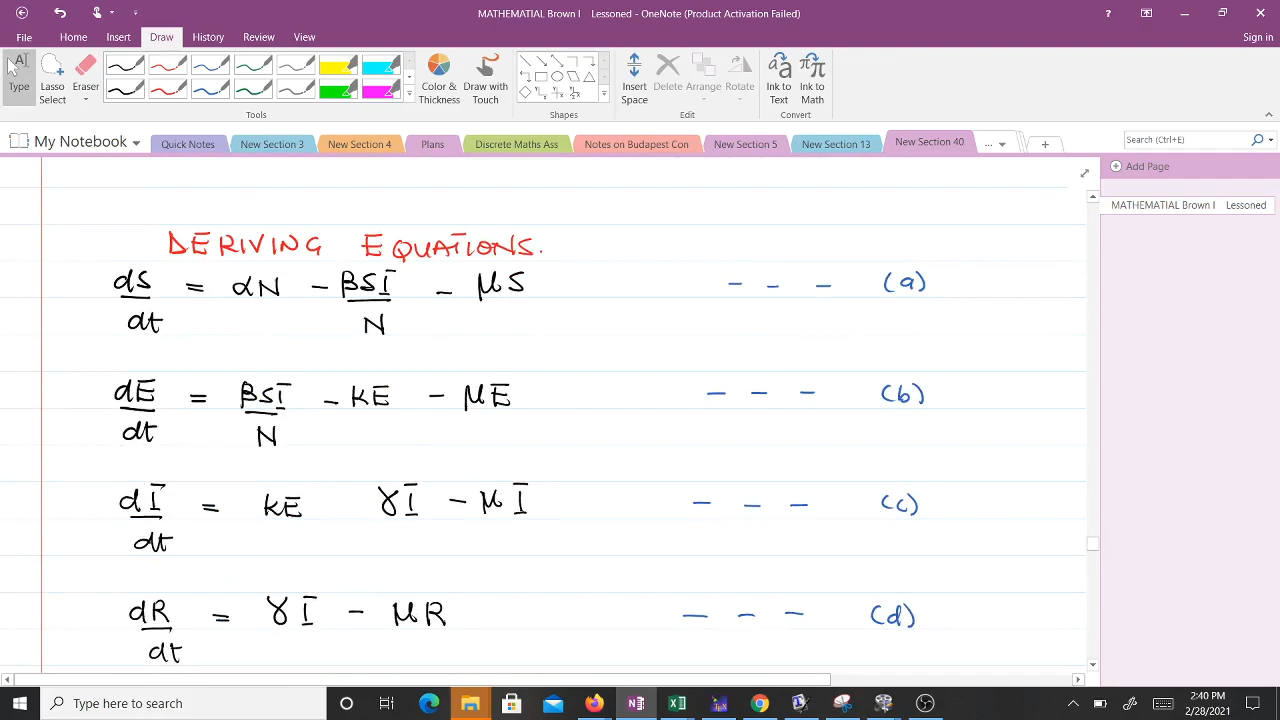 MATHEMATIAL Brown I Lessoned - OneNote (Product Activation Failed)
File Home Insert Draw History Review View Sign in
Type
Lasso Select
Eraser
Color & Thickness
Draw with Touch
Insert Space
Delete
Arrange
Rotate
Ink to Text
Ink to Math
Tools Shapes Edit Convert
My Notebook Quick Notes New Section 3 New Section 4 Plans Discrete Maths Ass Notes on Budapest Con New Section 5 New Section 13 New Section 40 ... + Search (Ctrl+E)
Add Page
MATHEMATIAL Brown I Lessoned
DERIVING EQUATIONS.
dS/dt = αN - βSI/N - μS - - - (a)
dE/dt = βSI/N - kE - μE - - - (b)
dI/dt = kE γI - μI - - - (c)
dR/dt = γI - μR - - - (d)
Type here to search
2:40 PM
2/28/2021